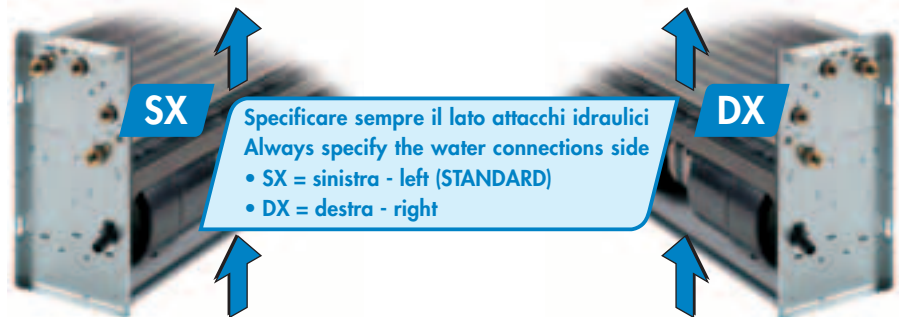 SX
DX
Specificare sempre il lato attacchi idraulici
Always specify the water connections side
• SX = sinistra - left (STANDARD)
• DX = destra - right